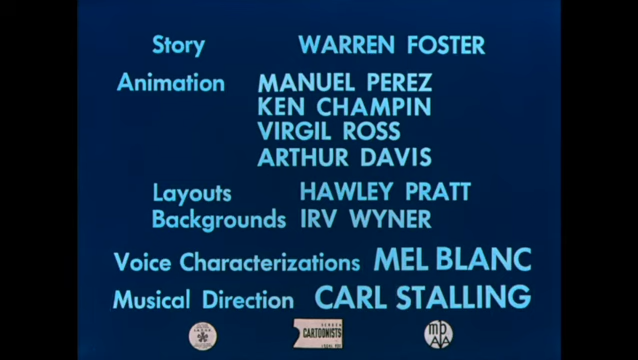 Story WARREN FOSTER
Animation MANUEL PEREZ
KEN CHAMPIN
VIRGIL ROSS
ARTHUR DAVIS
Layouts HAWLEY PRATT
Backgrounds IRV WYNER
Voice Characterizations MEL BLANC
Musical Direction CARL STALLING
SCREEN
CARTOONISTS